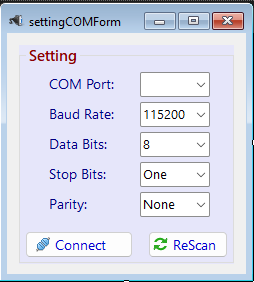 settingCOMForm
Setting
COM Port:
Baud Rate: 115200
Data Bits: 8
Stop Bits: One
Parity: None
Connect ReScan